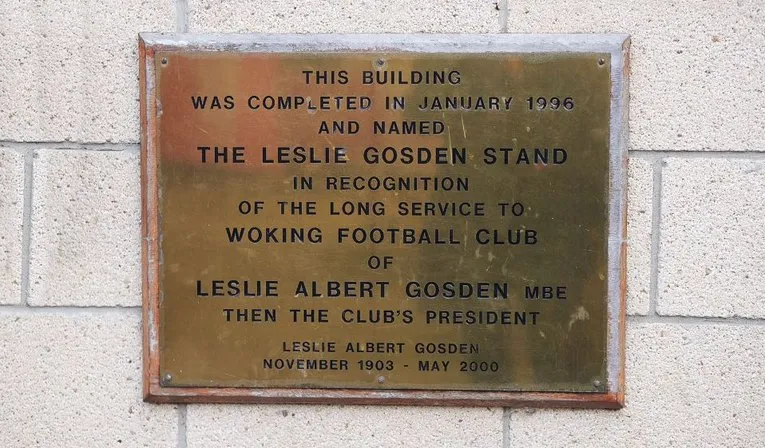 THIS BUILDING
WAS COMPLETED IN JANUARY 1996
AND NAMED
THE LESLIE GOSDEN STAND
IN RECOGNITION
OF THE LONG SERVICE TO
WOKING FOOTBALL CLUB
OF
LESLIE ALBERT GOSDEN MBE
THEN THE CLUB'S PRESIDENT
LESLIE ALBERT GOSDEN
NOVEMBER 1903 - MAY 2000